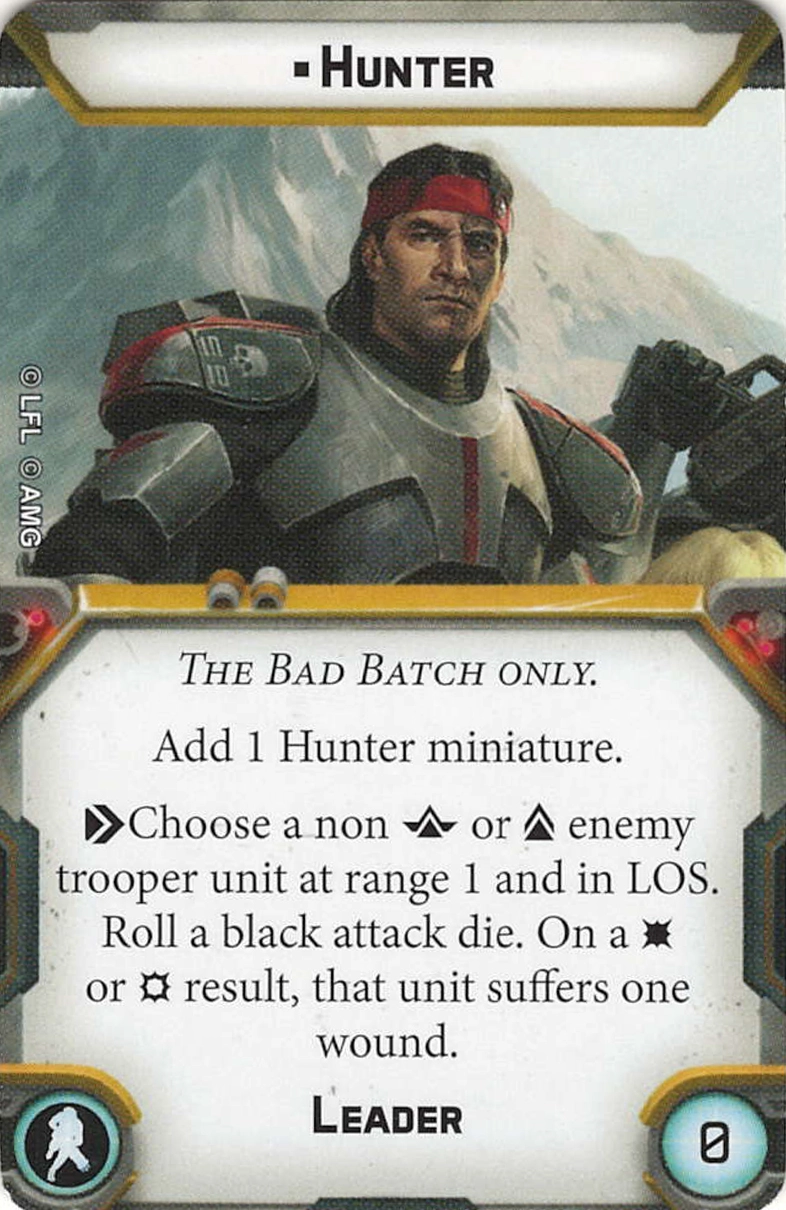 ▪ HUNTER
© LFL © AMG
THE BAD BATCH ONLY.
Add 1 Hunter miniature.
Choose a non or enemy
trooper unit at range 1 and in LOS.
Roll a black attack die. On a
or result, that unit suffers one
wound.
LEADER
0